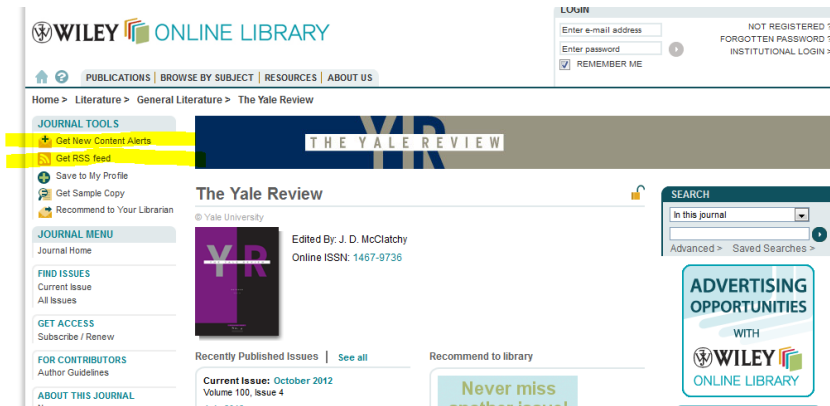 LOGIN
WILEY ONLINE LIBRARY
Enter e-mail address
NOT REGISTERED ?
FORGOTTEN PASSWORD ?
Enter password
INSTITUTIONAL LOGIN >
REMEMBER ME
PUBLICATIONS | BROWSE BY SUBJECT | RESOURCES | ABOUT US
Home > Literature > General Literature > The Yale Review
JOURNAL TOOLS
Get New Content Alerts
Get RSS feed
Save to My Profile
Get Sample Copy
Recommend to Your Librarian
JOURNAL MENU
Journal Home
FIND ISSUES
Current Issue
All Issues
GET ACCESS
Subscribe / Renew
FOR CONTRIBUTORS
Author Guidelines
ABOUT THIS JOURNAL
YR
THE YALE REVIEW
The Yale Review
© Yale University
YR
Edited By: J. D. McClatchy
Online ISSN: 1467-9736
Recently Published Issues | See all
Current Issue: October 2012
Volume 100, Issue 4
Recommend to library
Never miss
another issue!
SEARCH
In this journal
Advanced > Saved Searches >
ADVERTISING
OPPORTUNITIES
WITH
WILEY
ONLINE LIBRARY